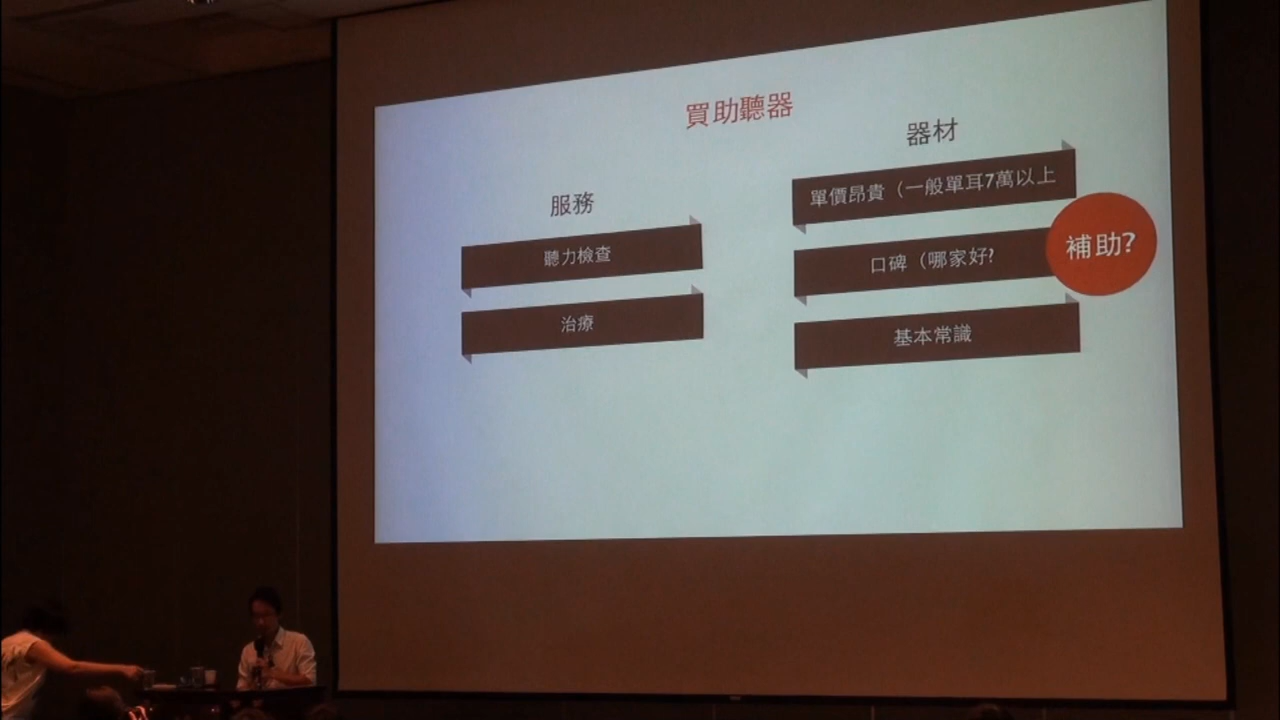 買助聽器
服務
聽力檢查
治療
器材
單價昂貴（一般單耳7萬以上
口碑（哪家好?
基本常識
補助?